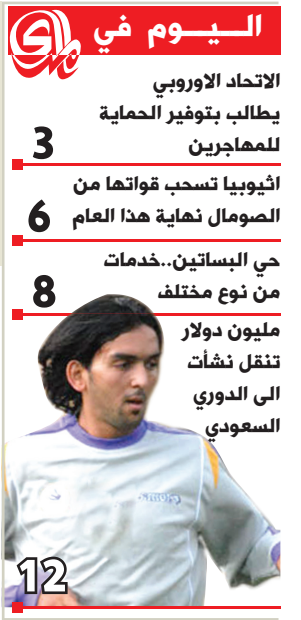 اليوم في المدى
الاتحاد الاوروبي
يطالب بتوفير الحماية
للمهاجرين
3
اثيوبيا تسحب قواتها من
الصومال نهاية هذا العام
6
حي البساتين..خدمات
من نوع مختلف
8
مليون دولار
تنقل نشأت
الى الدوري
السعودي
12